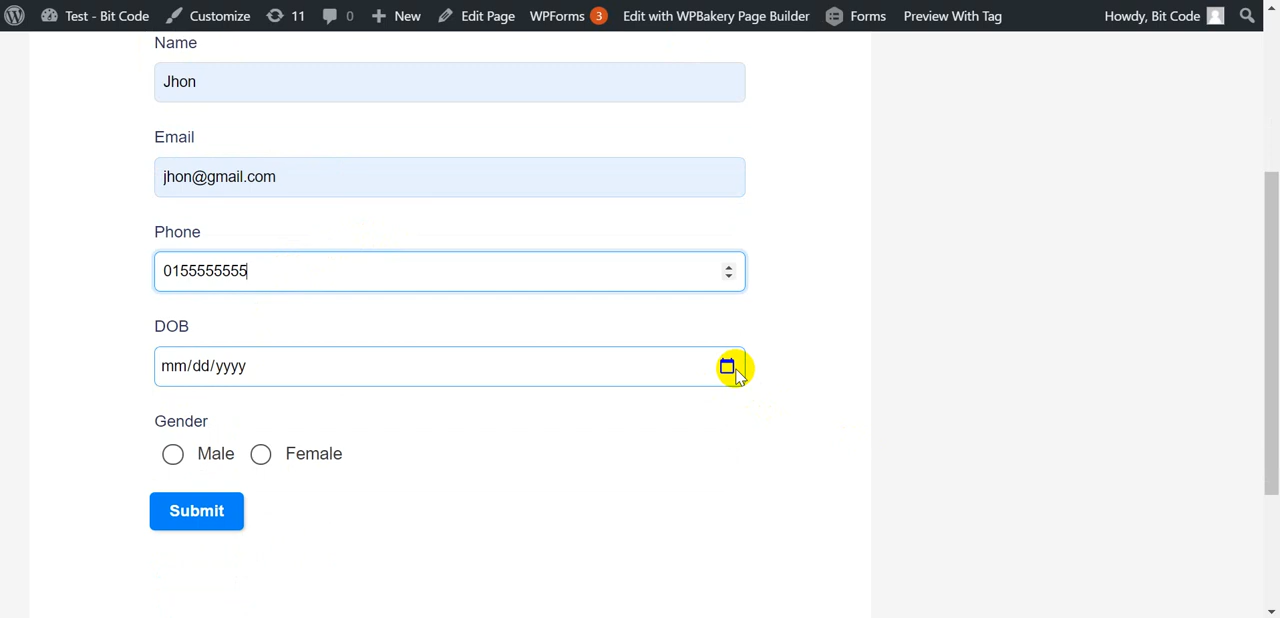 Test - Bit Code Customize 11 0 New Edit Page WPForms 3 Edit with WPBakery Page Builder Forms Preview With Tag Howdy, Bit Code
Name
Jhon
Email
jhon@gmail.com
Phone
0155555555
DOB
mm/dd/yyyy
Gender
Male Female
Submit